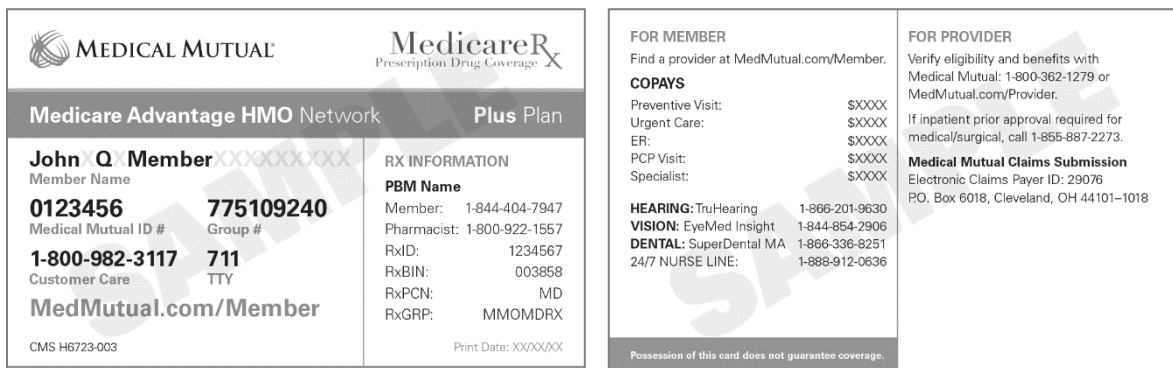 MEDICAL MUTUAL®
MedicareRx
Prescription Drug Coverage
Medicare Advantage HMO Network Plus Plan
John X Q X Member XXXXXXXXX
Member Name
0123456 775109240
Medical Mutual ID # Group #
1-800-982-3117 711
Customer Care TTY
MedMutual.com/Member
CMS H6723-003
RX INFORMATION
PBM Name
Member: 1-844-404-7947
Pharmacist: 1-800-922-1557
RxID: 1234567
RxBIN: 003858
RxPCN: MD
RxGRP: MMOMDRX
Print Date: XX/XX/XX
SAMPLE
FOR MEMBER
Find a provider at MedMutual.com/Member.
COPAYS
Preventive Visit: $XXXX
Urgent Care: $XXXX
ER: $XXXX
PCP Visit: $XXXX
Specialist: $XXXX
HEARING: TruHearing 1-866-201-9630
VISION: EyeMed Insight 1-844-854-2906
DENTAL: SuperDental MA 1-866-336-8251
24/7 NURSE LINE: 1-888-912-0636
Possession of this card does not guarantee coverage.
FOR PROVIDER
Verify eligibility and benefits with
Medical Mutual: 1-800-362-1279 or
MedMutual.com/Provider.
If inpatient prior approval required for
medical/surgical, call 1-855-887-2273.
Medical Mutual Claims Submission
Electronic Claims Payer ID: 29076
P.O. Box 6018, Cleveland, OH 44101–1018
SAMPLE